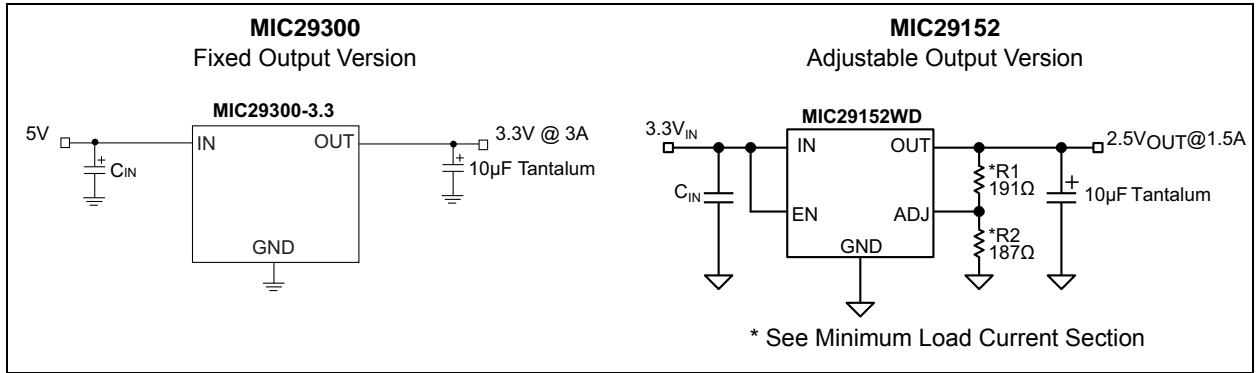 MIC29300
Fixed Output Version
MIC29300-3.3
5V
IN
OUT
3.3V @ 3A
+
CIN
+
10µF Tantalum
GND
MIC29152
Adjustable Output Version
MIC29152WD
3.3VIN
IN
OUT
2.5VOUT@1.5A
*R1
191Ω
CIN
+
10µF Tantalum
EN
ADJ
*R2
187Ω
GND
* See Minimum Load Current Section